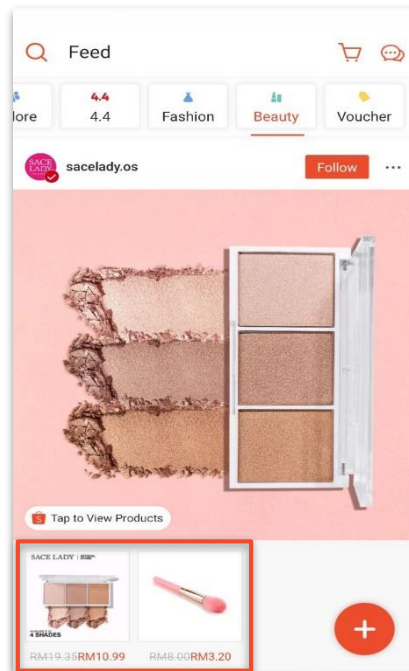 Feed
lore
4.4
4.4
Fashion
Beauty
Voucher
SACE
LADY
sacelady.os
Follow
Tap to View Products
SACE LADY
4 SHADES
RM19.35RM10.99
RM8.00RM3.20